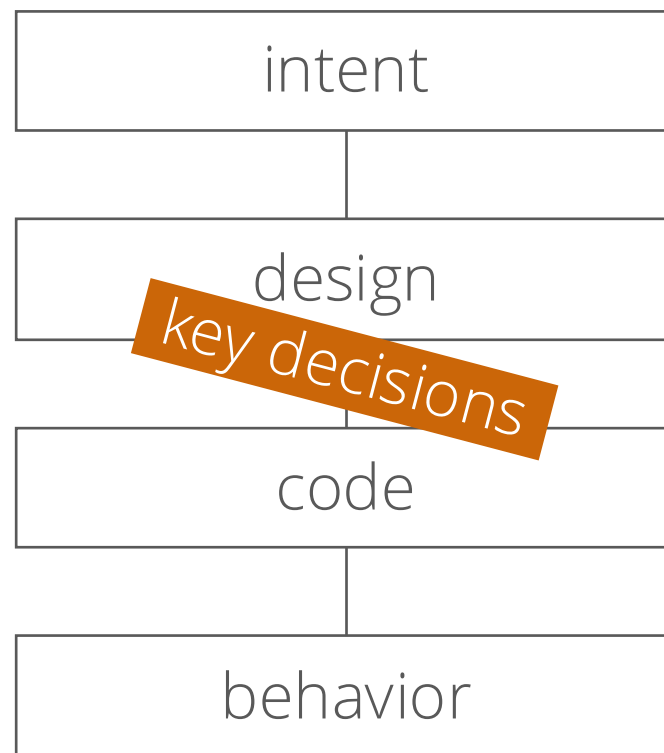 intent
design
key decisions
code
behavior